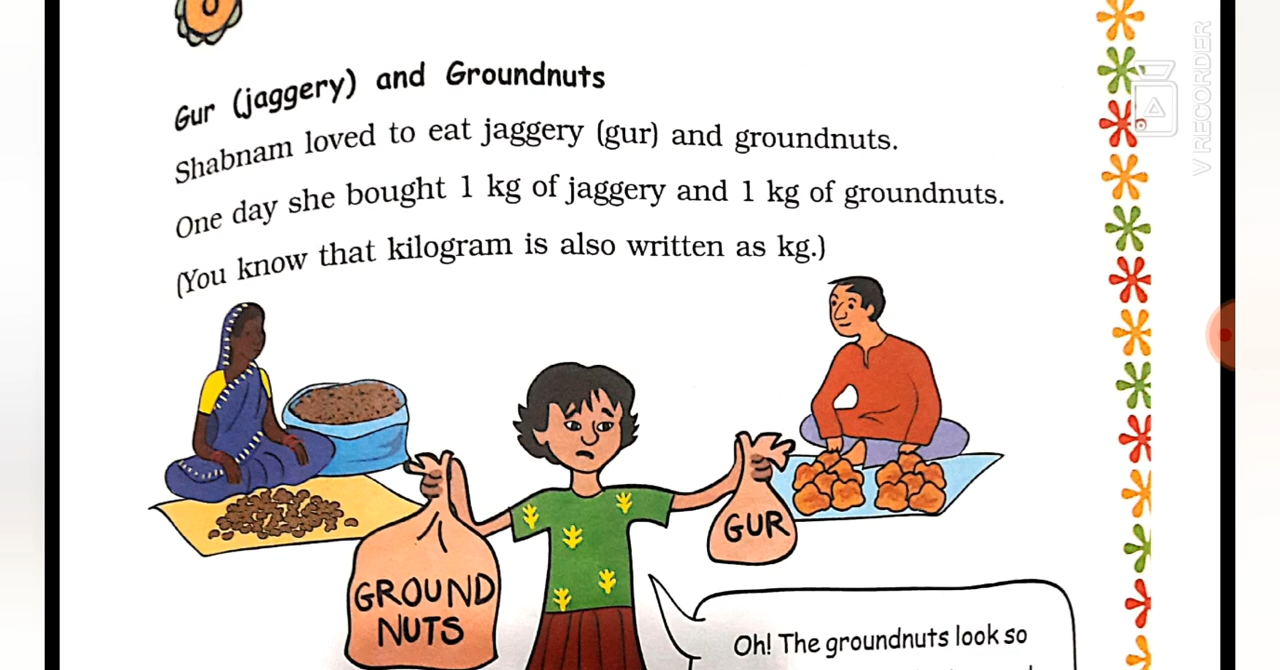 Gur (jaggery) and Groundnuts
Shabnam loved to eat jaggery (gur) and groundnuts.
One day she bought 1 kg of jaggery and 1 kg of groundnuts.
(You know that kilogram is also written as kg.)
GROUND
NUTS
GUR
Oh! The groundnuts look so
V RECORDER